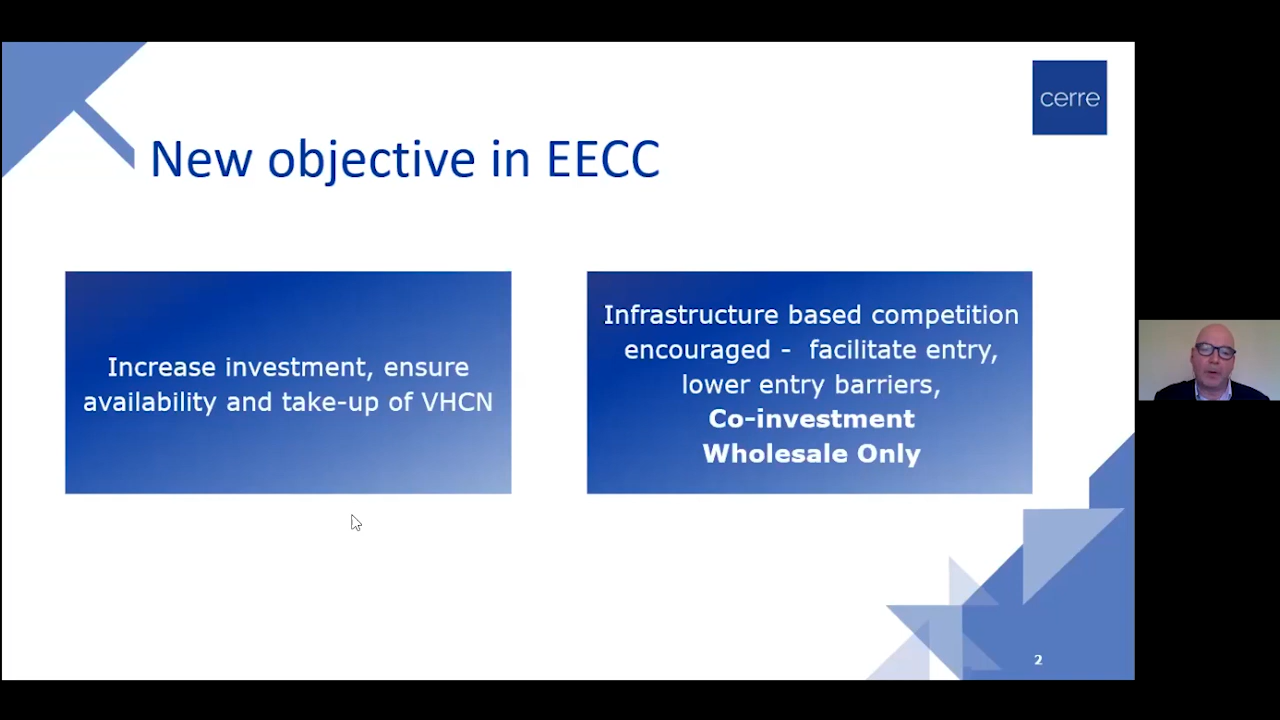 cerre
New objective in EECC
Increase investment, ensure
availability and take-up of VHCN
Infrastructure based competition
encouraged - facilitate entry,
lower entry barriers,
Co-investment
Wholesale Only
2